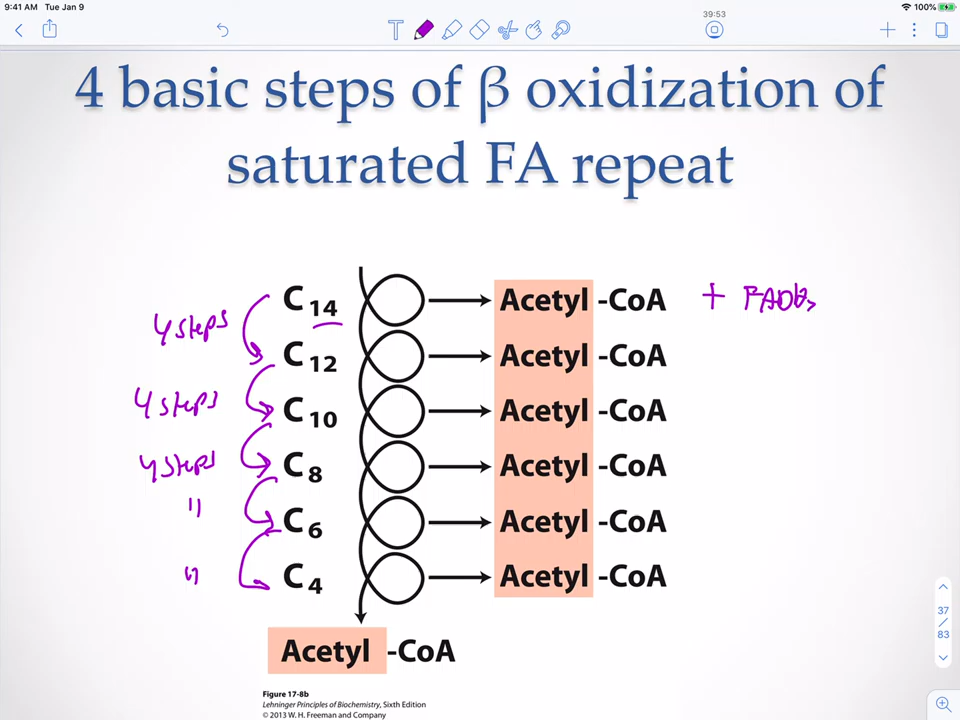 9:41 AM Tue Jan 9
100%
39:53
T
4 basic steps of β oxidization of
saturated FA repeat
C14 Acetyl -CoA + FADH2
4 steps
C12 Acetyl -CoA
4 steps
C10 Acetyl -CoA
4 steps
C8 Acetyl -CoA
"
C6 Acetyl -CoA
"
C4 Acetyl -CoA
Acetyl -CoA
37
/
83
Figure 17-8b
Lehninger Principles of Biochemistry, Sixth Edition
© 2013 W. H. Freeman and Company